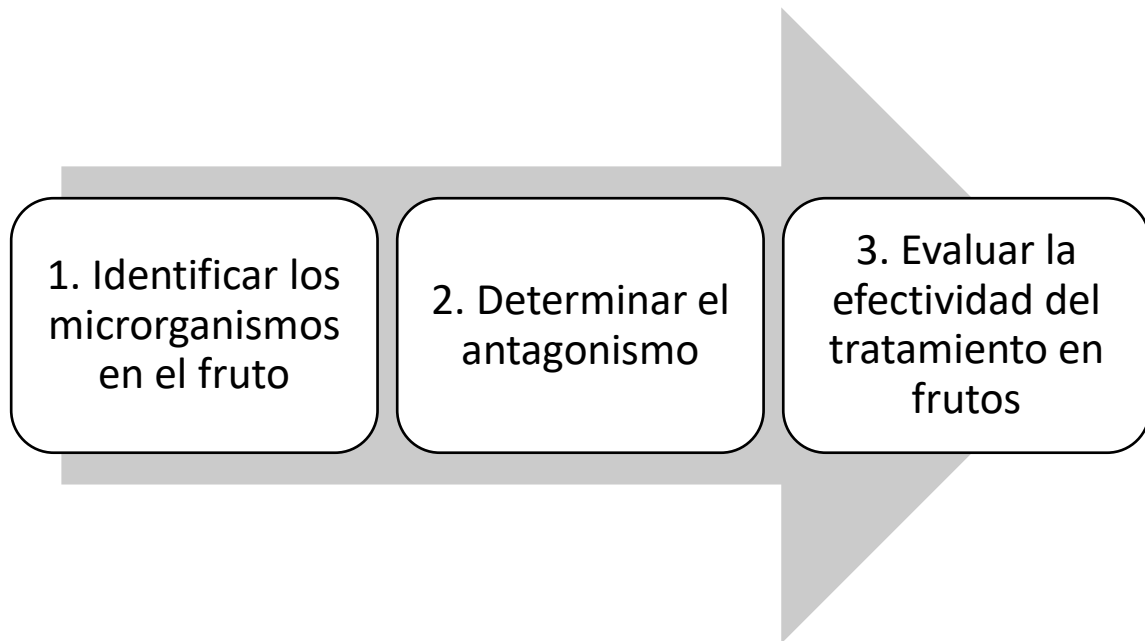 1. Identificar los
microrganismos
en el fruto
2. Determinar el
antagonismo
3. Evaluar la
efectividad del
tratamiento en
frutos